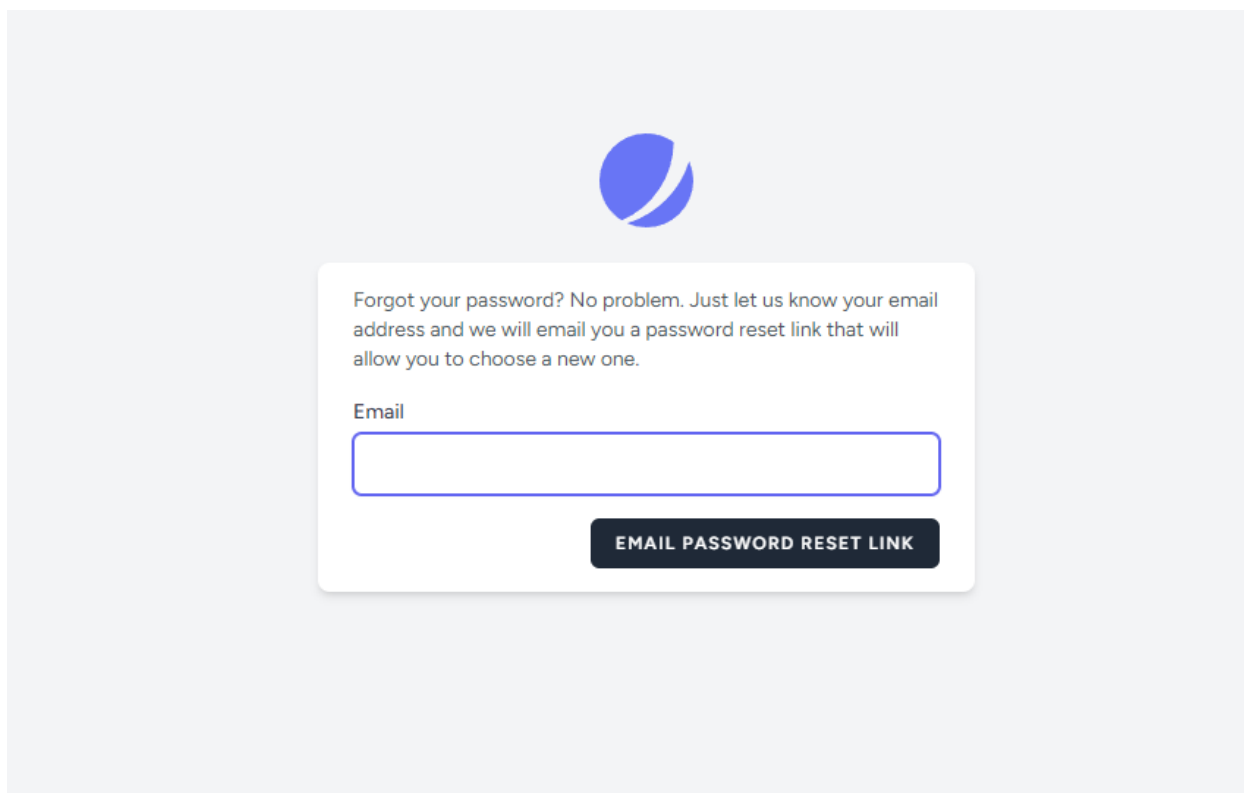 Forgot your password? No problem. Just let us know your email
address and we will email you a password reset link that will
allow you to choose a new one.
Email
EMAIL PASSWORD RESET LINK